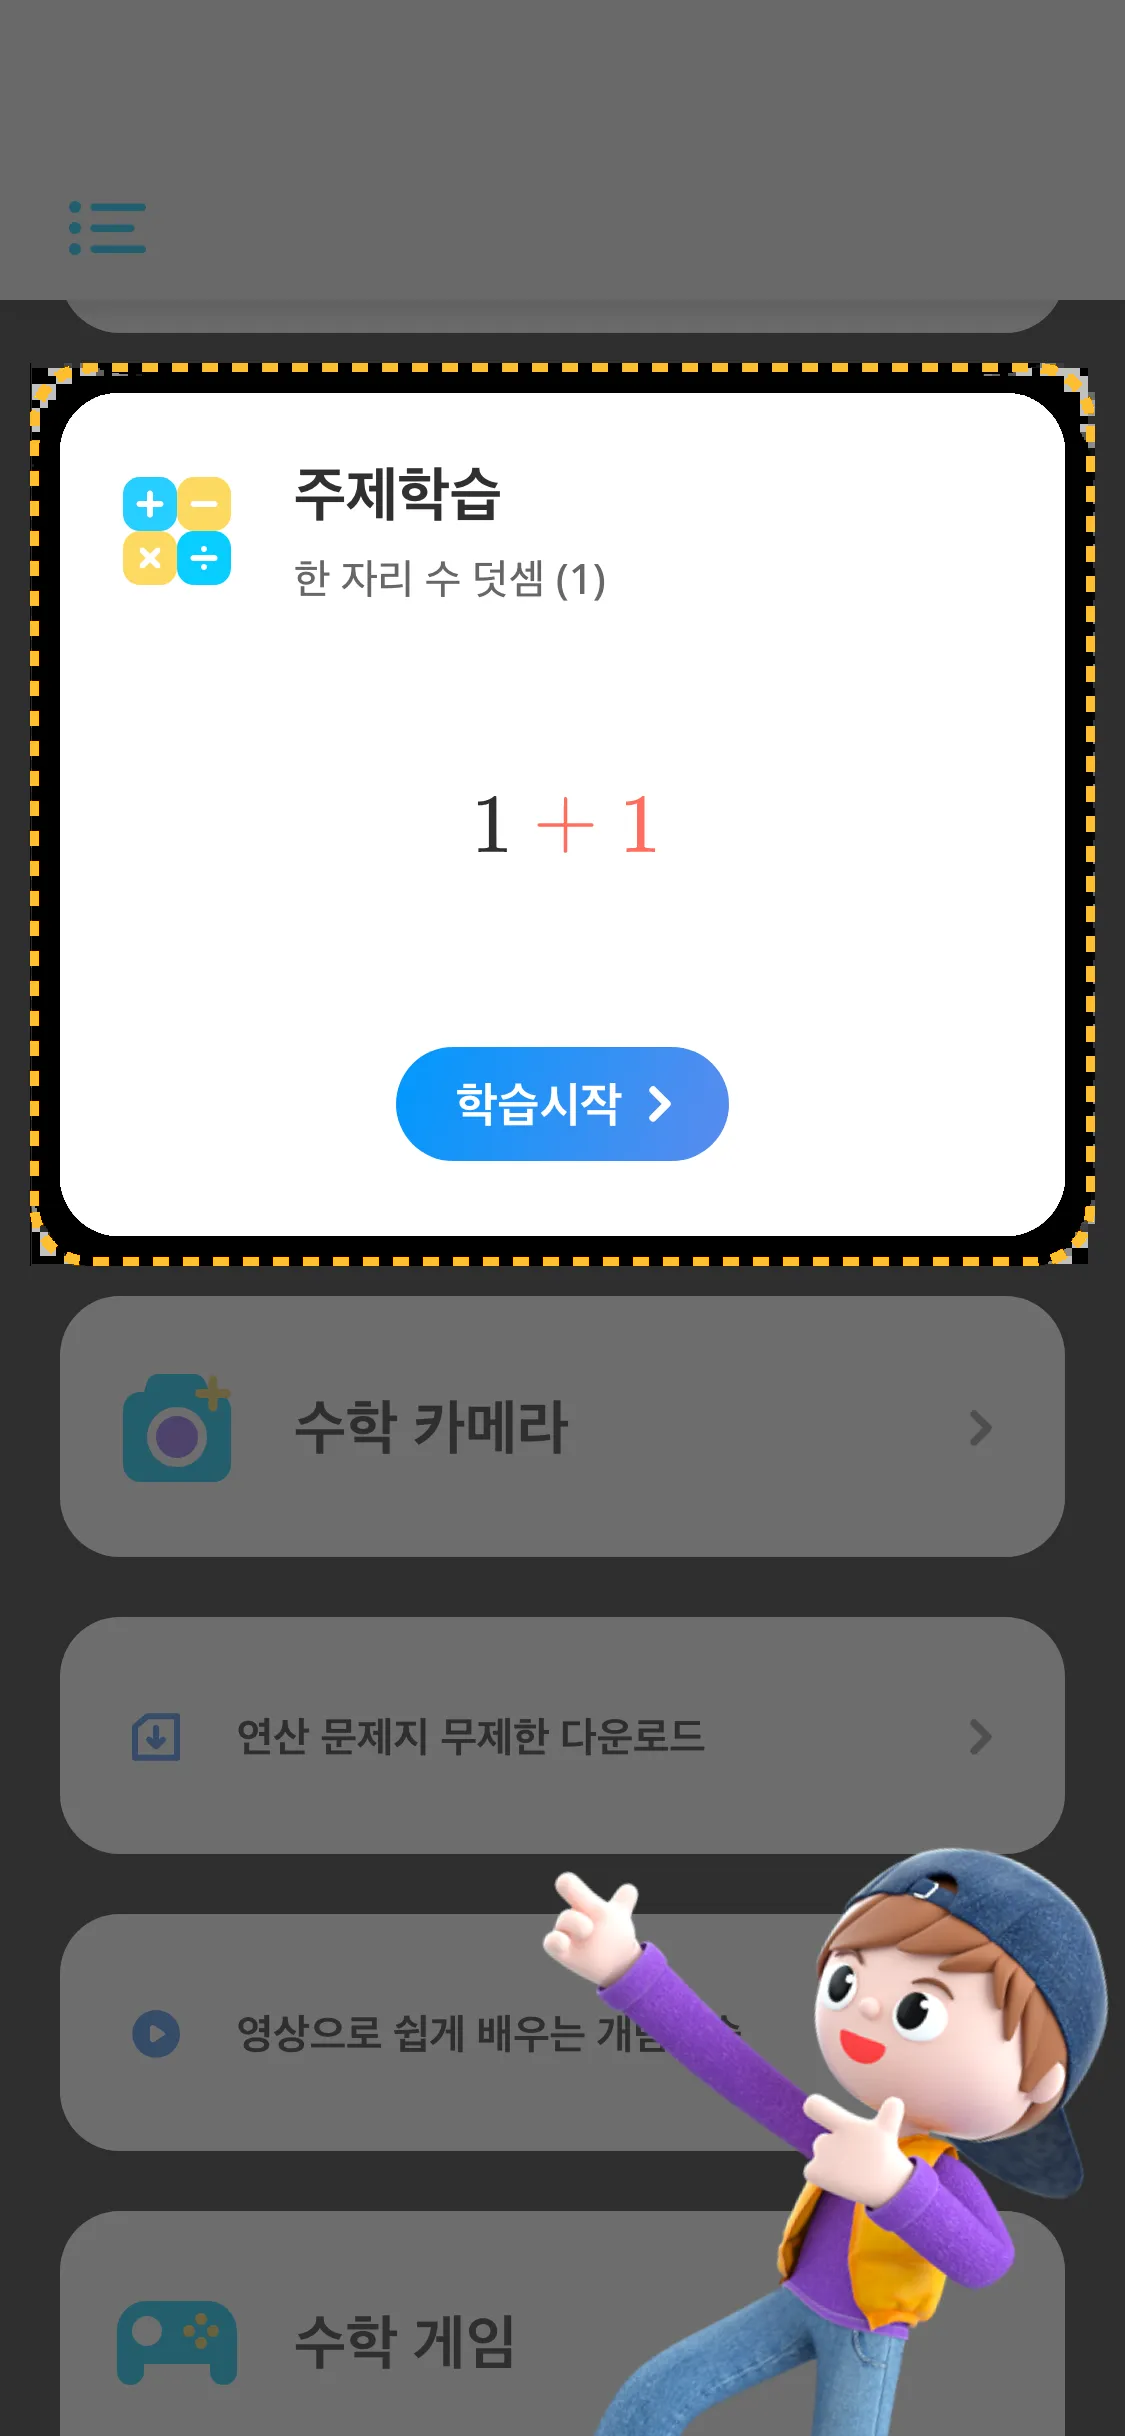 주제학습
한 자리 수 덧셈 (1)
1 + 1
학습시작
수학 카메라
연산 문제지 무제한 다운로드
영상으로 쉽게 배우는
수학 게임